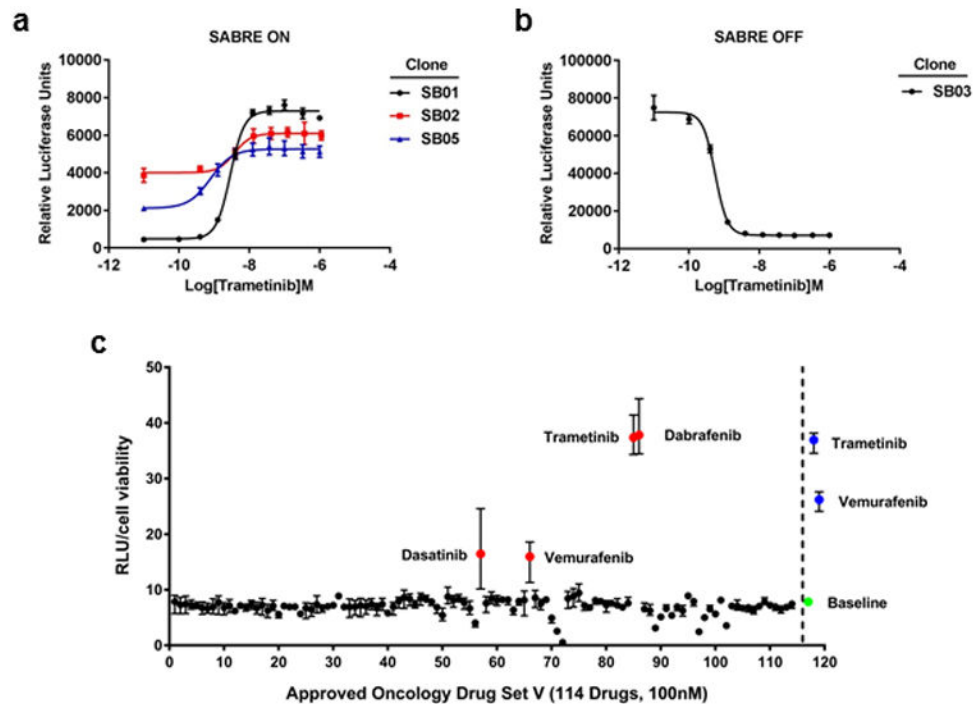 a
SABRE ON
Relative Luciferase Units
10000
8000
6000
4000
2000
0
-12 -10 -8 -6 -4
Log[Trametinib]M
Clone
SB01
SB02
SB05
b
SABRE OFF
Relative Luciferase Units
100000
80000
60000
40000
20000
0
-12 -10 -8 -6 -4
Log[Trametinib]M
Clone
SB03
c
RLU/cell viability
50
40
30
20
10
0
Trametinib
Dabrafenib
Dasatinib
Vemurafenib
Trametinib
Vemurafenib
Baseline
0 10 20 30 40 50 60 70 80 90 100 110 120
Approved Oncology Drug Set V (114 Drugs, 100nM)